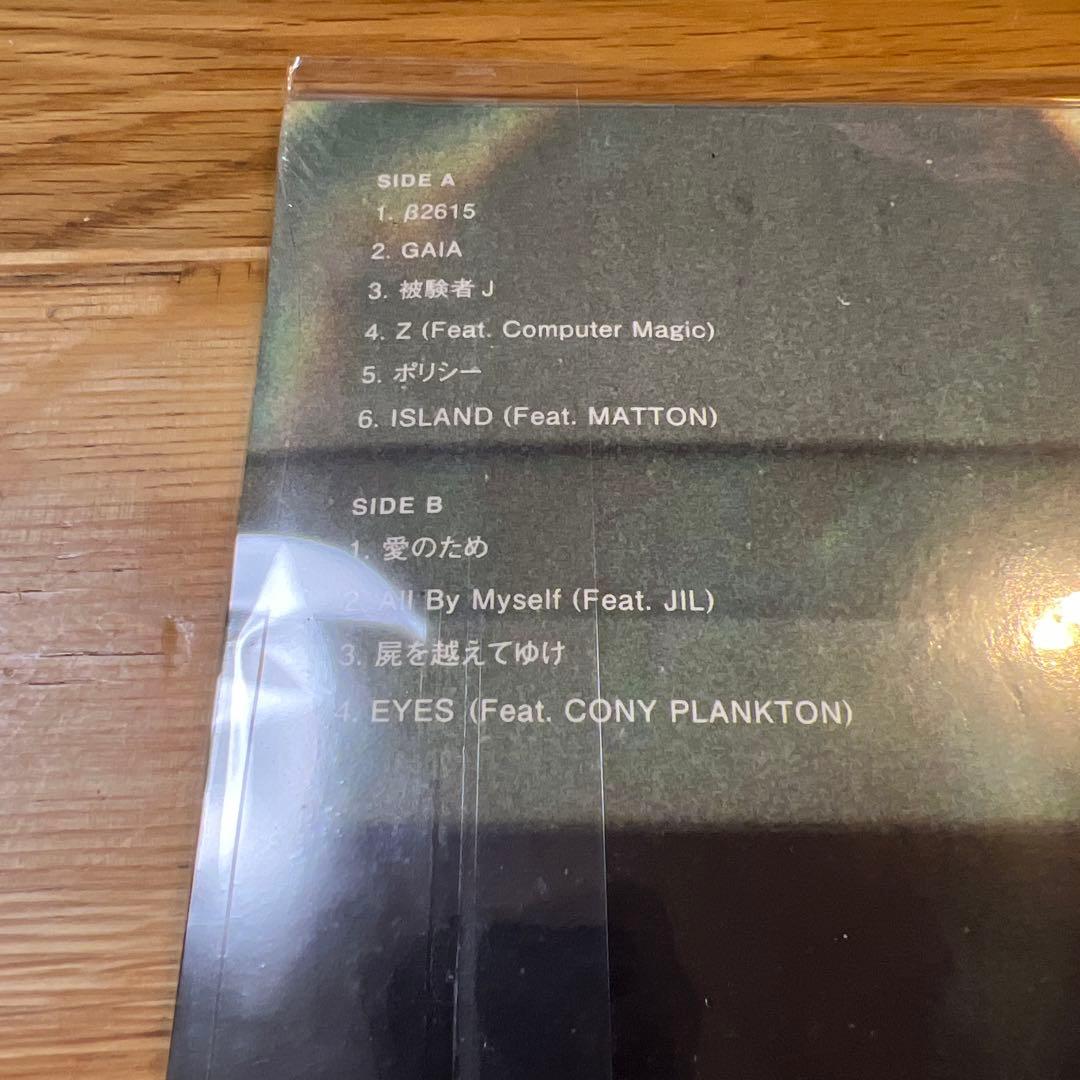 SIDE A
1. β2615
2. GAIA
3. 被験者J
4. Z (Feat. Computer Magic)
5. ポリシー
6. ISLAND (Feat. MATTON)
SIDE B
1. 愛のため
2. All By Myself (Feat. JIL)
3. 屍を越えてゆけ
4. EYES (Feat. CONY PLANKTON)